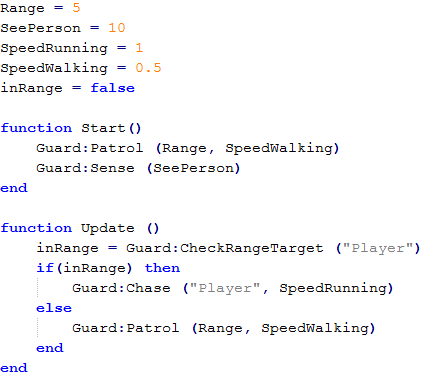 Range = 5
SeePerson = 10
SpeedRunning = 1
SpeedWalking = 0.5
inRange = false

function Start()
    Guard:Patrol (Range, SpeedWalking)
    Guard:Sense (SeePerson)
end

function Update ()
    inRange = Guard:CheckRangeTarget ("Player")
    if(inRange) then
        Guard:Chase ("Player", SpeedRunning)
    else
        Guard:Patrol (Range, SpeedWalking)
    end
end